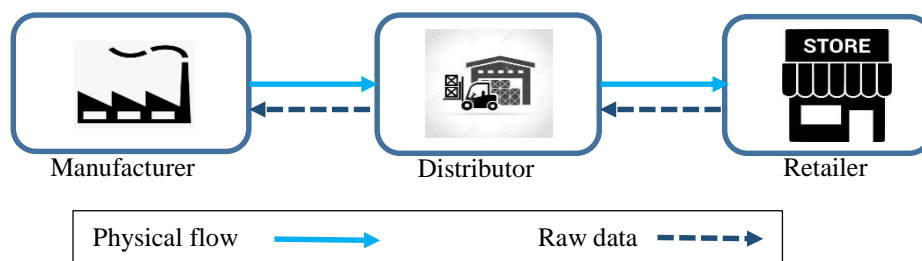 STORE
Manufacturer Distributor Retailer
Physical flow Raw data